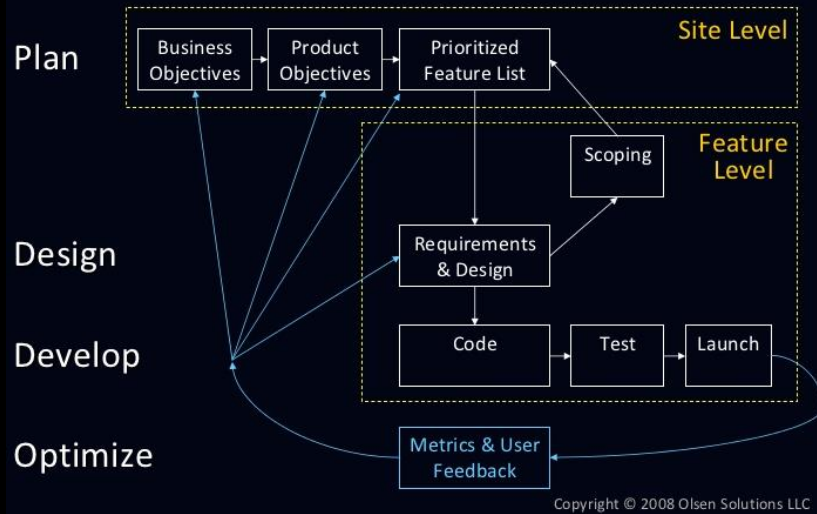 Plan
Business
Objectives
Product
Objectives
Prioritized
Feature List
Site Level
Feature
Level
Scoping
Design
Requirements
& Design
Develop
Code
Test
Launch
Optimize
Metrics & User
Feedback
Copyright © 2008 Olsen Solutions LLC